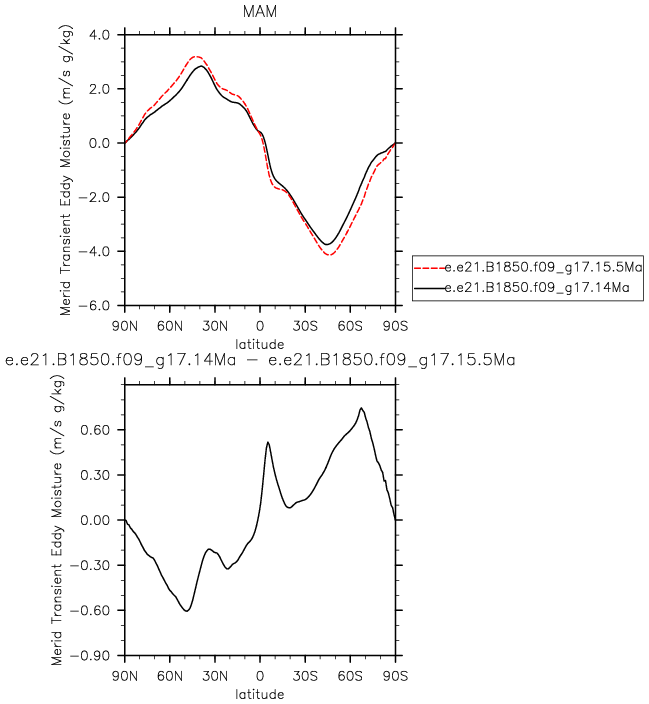 MAM
Merid Transient Eddy Moisture (m/s g/kg)
4.0
2.0
0.0
−2.0
−4.0
−6.0
90N 60N 30N 0 30S 60S 90S
latitude
e.e21.B1850.f09_g17.15.5Ma
e.e21.B1850.f09_g17.14Ma
e.e21.B1850.f09_g17.14Ma − e.e21.B1850.f09_g17.15.5Ma
Merid Transient Eddy Moisture (m/s g/kg)
0.60
0.30
0.00
−0.30
−0.60
−0.90
90N 60N 30N 0 30S 60S 90S
latitude